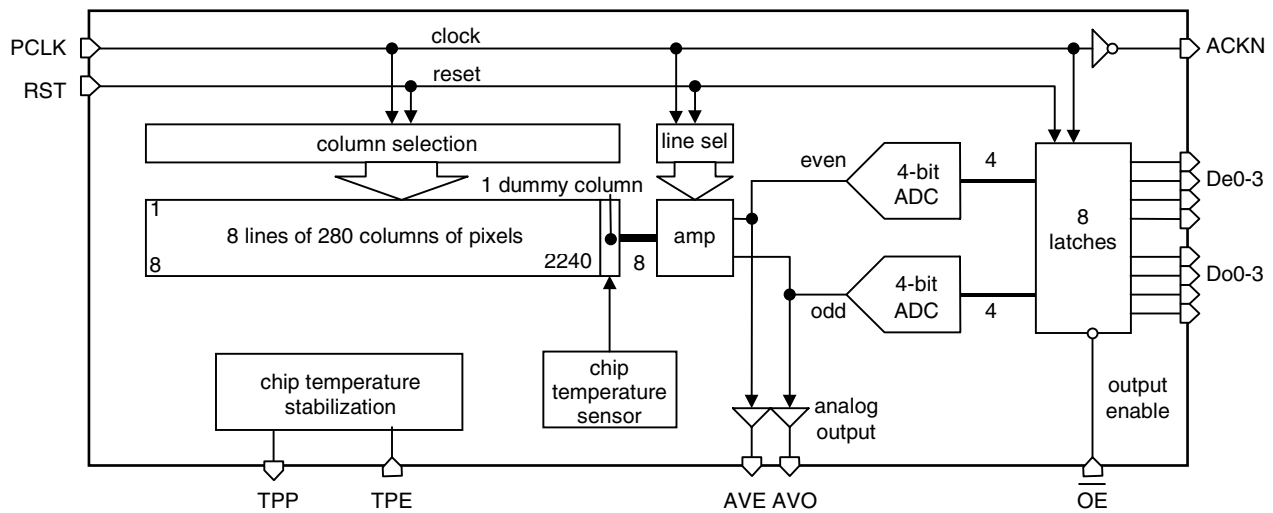 PCLK
clock
ACKN
RST
reset
column selection
line sel
1 dummy column
even
4-bit
ADC
4
De0-3
1
8 lines of 280 columns of pixels
8
2240
8
amp
8
latches
odd
4-bit
ADC
4
Do0-3
chip temperature
stabilization
chip
temperature
sensor
analog
output
output
enable
TPP
TPE
AVE
AVO
OE